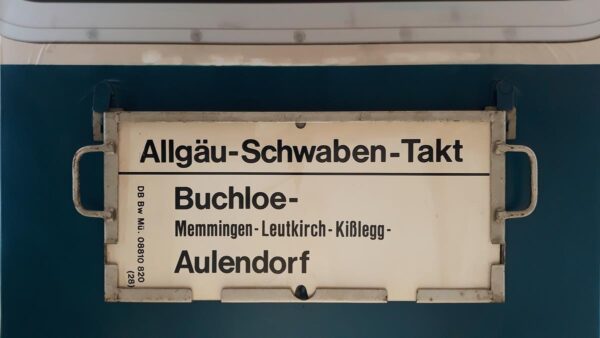 Allgäu-Schwaben-Takt
Buchloe-
Memmingen-Leutkirch-Kißlegg-
Aulendorf
DB Bw Mü. 08810 820
(28)